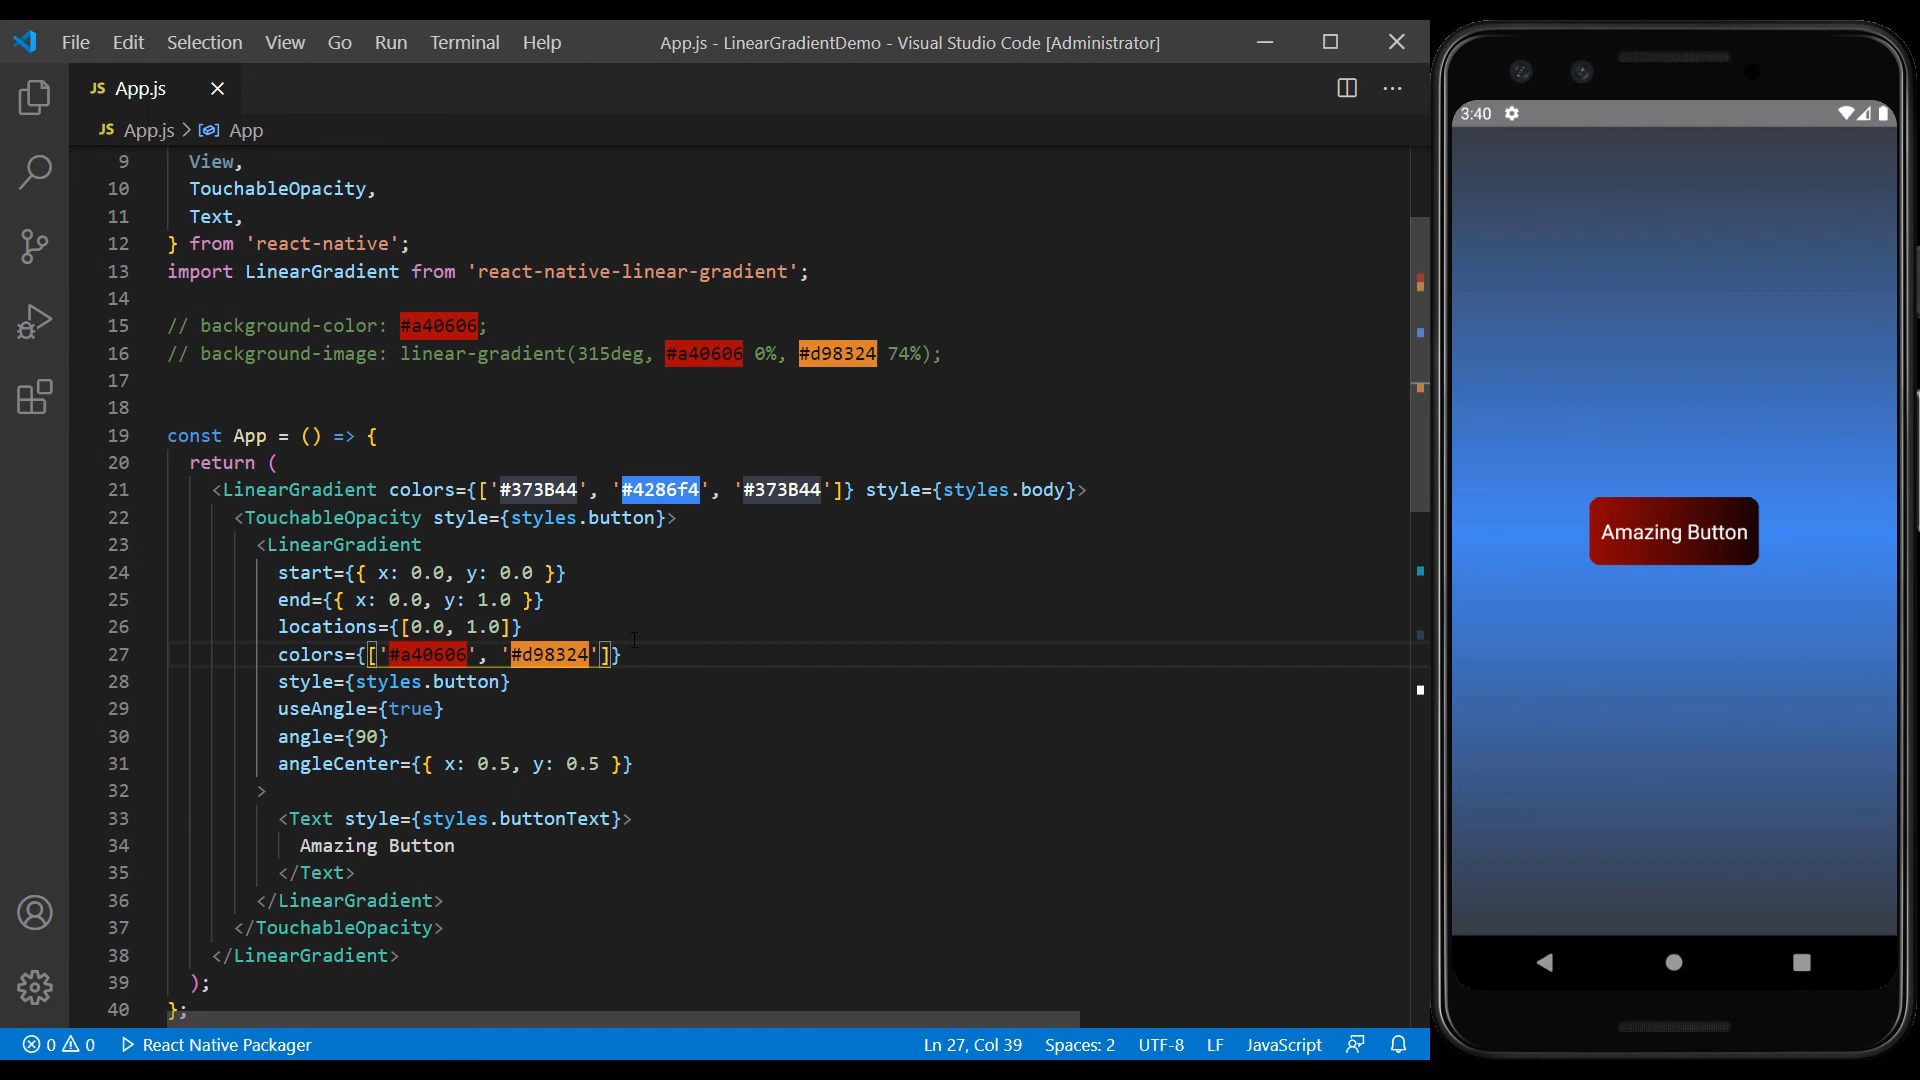 File Edit Selection View Go Run Terminal Help App.js - LinearGradientDemo - Visual Studio Code [Administrator]
JS App.js
JS App.js > App
9 View,
10 TouchableOpacity,
11 Text,
12 } from 'react-native';
13 import LinearGradient from 'react-native-linear-gradient';
14
15 // background-color: #a40606;
16 // background-image: linear-gradient(315deg, #a40606 0%, #d98324 74%);
17
18
19 const App = () => {
20 return (
21 <LinearGradient colors={['#373B44', '#4286f4', '#373B44']} style={styles.body}>
22 <TouchableOpacity style={styles.button}>
23 <LinearGradient
24 start={{ x: 0.0, y: 0.0 }}
25 end={{ x: 0.0, y: 1.0 }}
26 locations={[0.0, 1.0]}
27 colors={['#a40606', '#d98324']}
28 style={styles.button}
29 useAngle={true}
30 angle={90}
31 angleCenter={{ x: 0.5, y: 0.5 }}
32 >
33 <Text style={styles.buttonText}>
34 Amazing Button
35 </Text>
36 </LinearGradient>
37 </TouchableOpacity>
38 </LinearGradient>
39 );
40 };
0 0 React Native Packager Ln 27, Col 39 Spaces: 2 UTF-8 LF JavaScript
3:40
Amazing Button